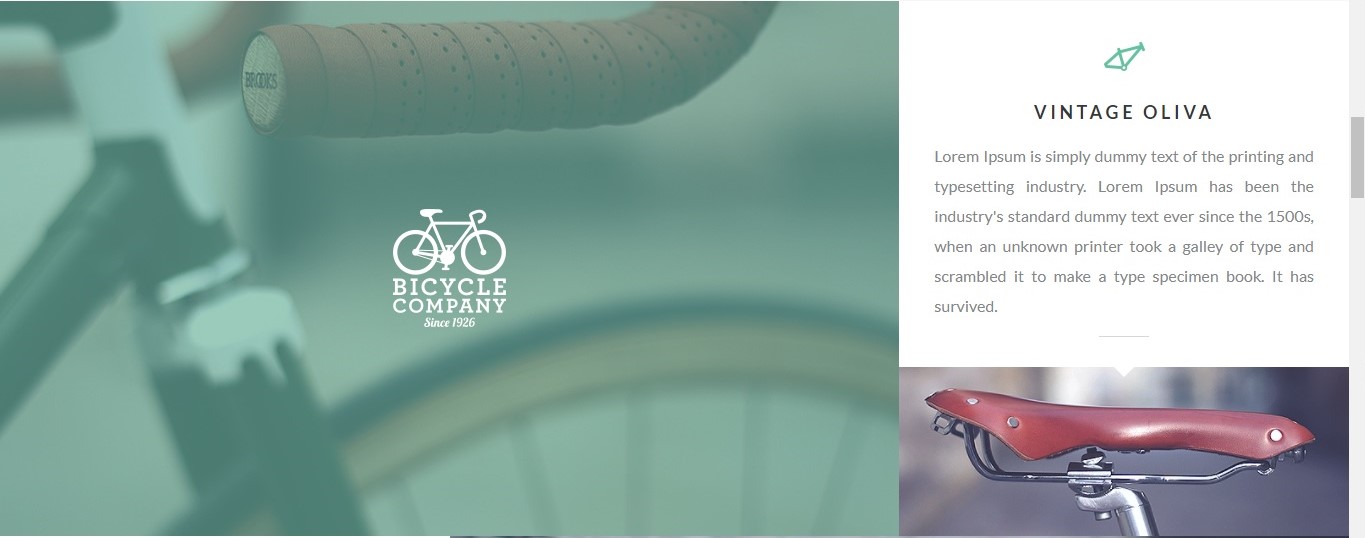 BROOKS
BICYCLE
COMPANY
Since 1926
VINTAGE OLIVA
Lorem Ipsum is simply dummy text of the printing and
typesetting industry. Lorem Ipsum has been the
industry's standard dummy text ever since the 1500s,
when an unknown printer took a galley of type and
scrambled it to make a type specimen book. It has
survived.